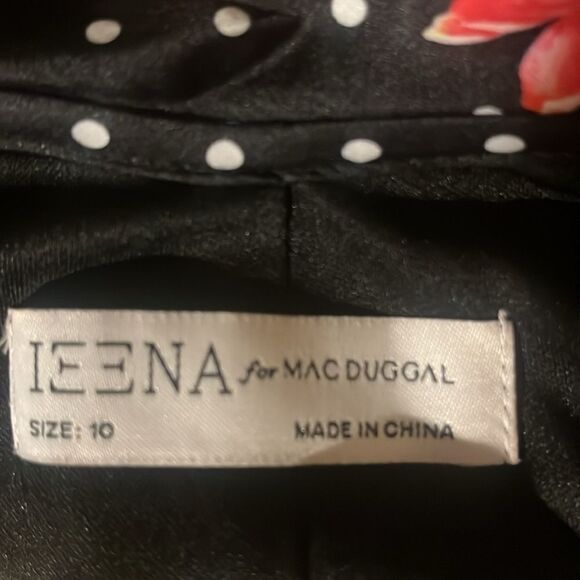 IEENA for MAC DUGGAL
SIZE: 10 MADE IN CHINA